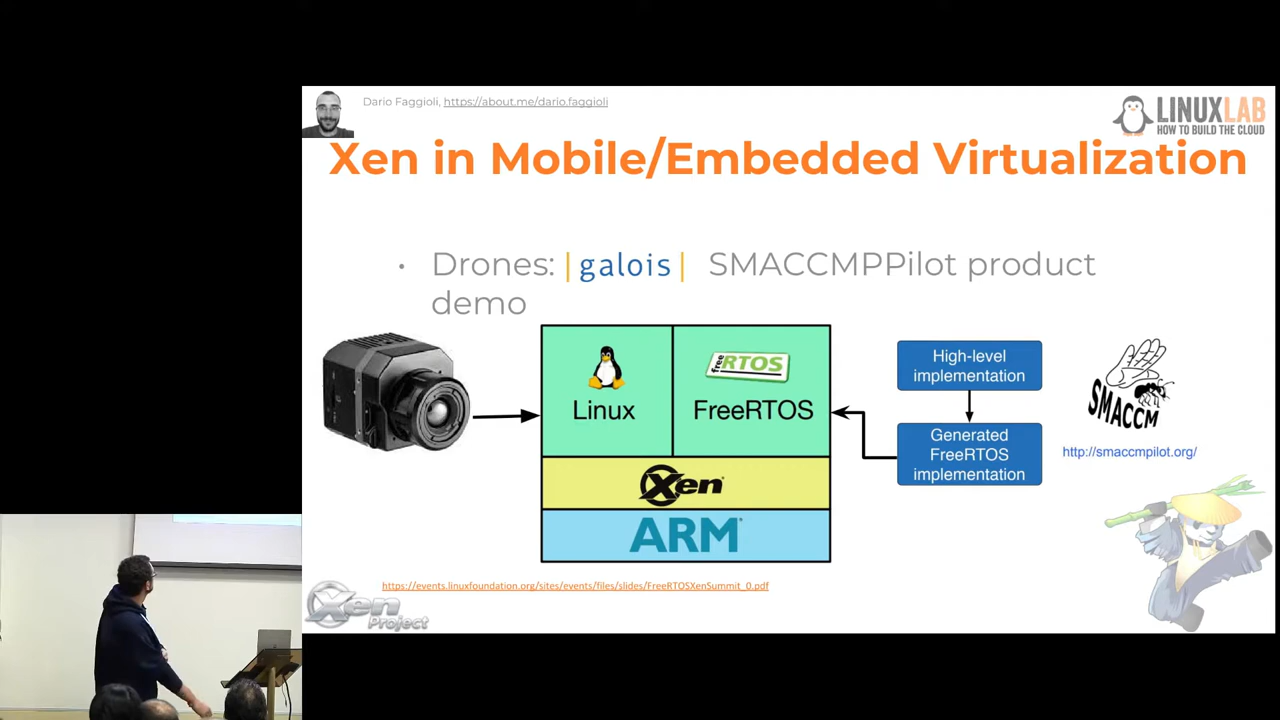 Dario Faggioli, https://about.me/dario.faggioli
LINUXLAB
HOW TO BUILD THE CLOUD
Xen in Mobile/Embedded Virtualization
• Drones: |galois| SMACCMPPilot product
demo
free RTOS
Linux
FreeRTOS
Xen
ARM
High-level
implementation
Generated
FreeRTOS
implementation
SMACCM
http://smaccmpilot.org/
https://events.linuxfoundation.org/sites/events/files/slides/FreeRTOSXenSummit_0.pdf
Xen
Project